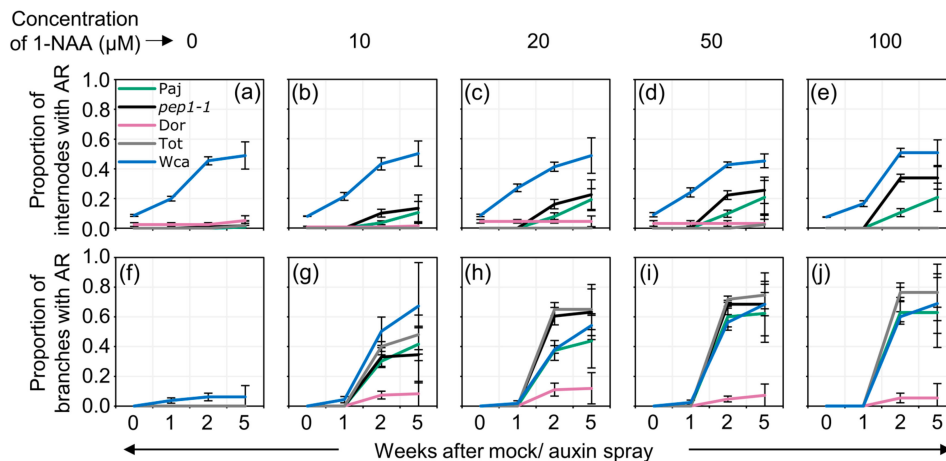 Concentration
of 1-NAA (μM) → 0 10 20 50 100
Proportion of
internodes with AR
1.0
0.8
0.6
0.4
0.2
0.0
(a) (b) (c) (d) (e)
Paj
pep1-1
Dor
Tot
Wca
Proportion of
branches with AR
1.0
0.8
0.6
0.4
0.2
0.0
(f) (g) (h) (i) (j)
0 1 2 5 0 1 2 5 0 1 2 5 0 1 2 5 0 1 2 5
Weeks after mock/ auxin spray